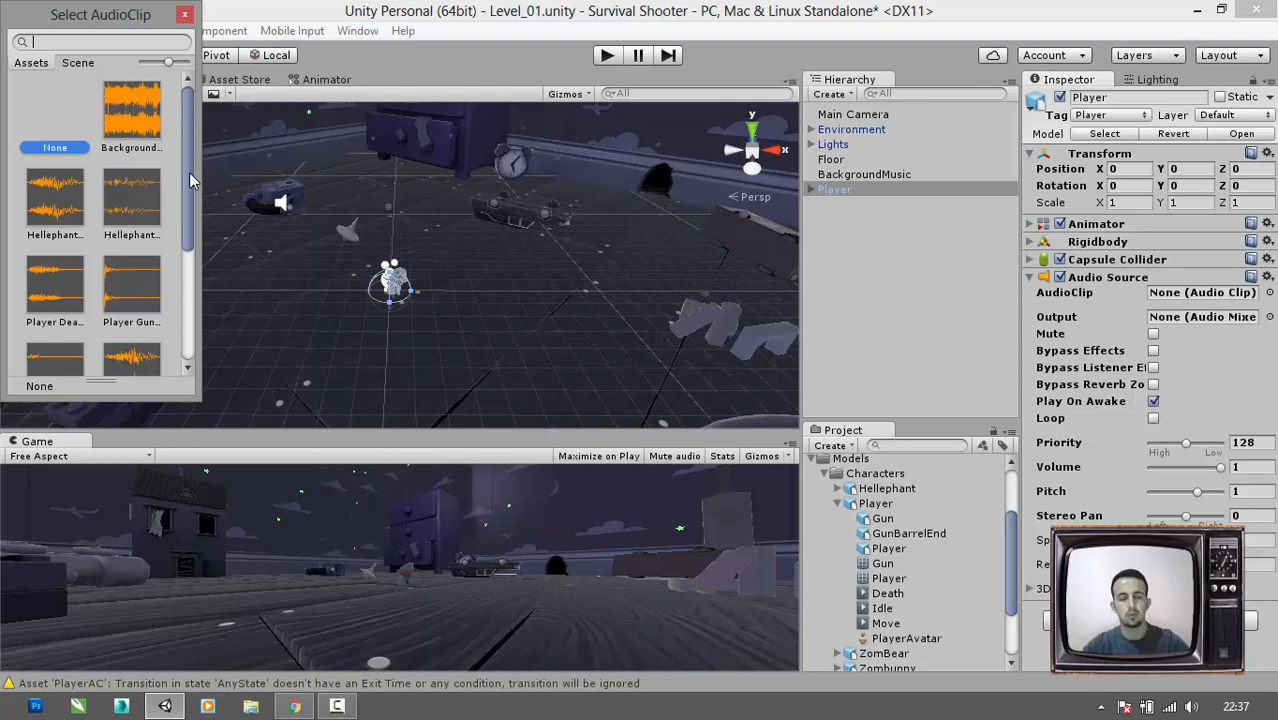 Select AudioClip
Unity Personal (64bit) - Level_01.unity - Survival Shooter - PC, Mac & Linux Standalone* <DX11>
Mobile Input Window Help
Pivot Local
Account Layers Layout
Assets Scene
Asset Store Animator
Gizmos All
None
Background...
Hellephant...
Hellephant...
Player Dea...
Player Gun...
None
y
x
Persp
Hierarchy
Create All
Main Camera
Environment
Lights
Floor
BackgroundMusic
Player
Inspector Lighting
Player Static
Tag Player Layer Default
Model Select Revert Open
Transform
Position X 0 Y 0 Z 0
Rotation X 0 Y 0 Z 0
Scale X 1 Y 1 Z 1
Animator
Rigidbody
Capsule Collider
Audio Source
AudioClip None (Audio Clip)
Output None (Audio Mixe
Mute
Bypass Effects
Bypass Listener Ef
Bypass Reverb Zo
Play On Awake
Loop
Priority 128
High Low
Volume 1
Pitch 1
Stereo Pan 0
Project
Create
Models
Characters
Hellephant
Player
Gun
GunBarrelEnd
Player
Gun
Player
Death
Idle
Move
PlayerAvatar
ZomBear
Zombunny
Game
Free Aspect Maximize on Play Mute audio Stats Gizmos
Asset 'PlayerAC': Transition in state 'AnyState' doesn't have an Exit Time or any condition, transition will be ignored
22:37